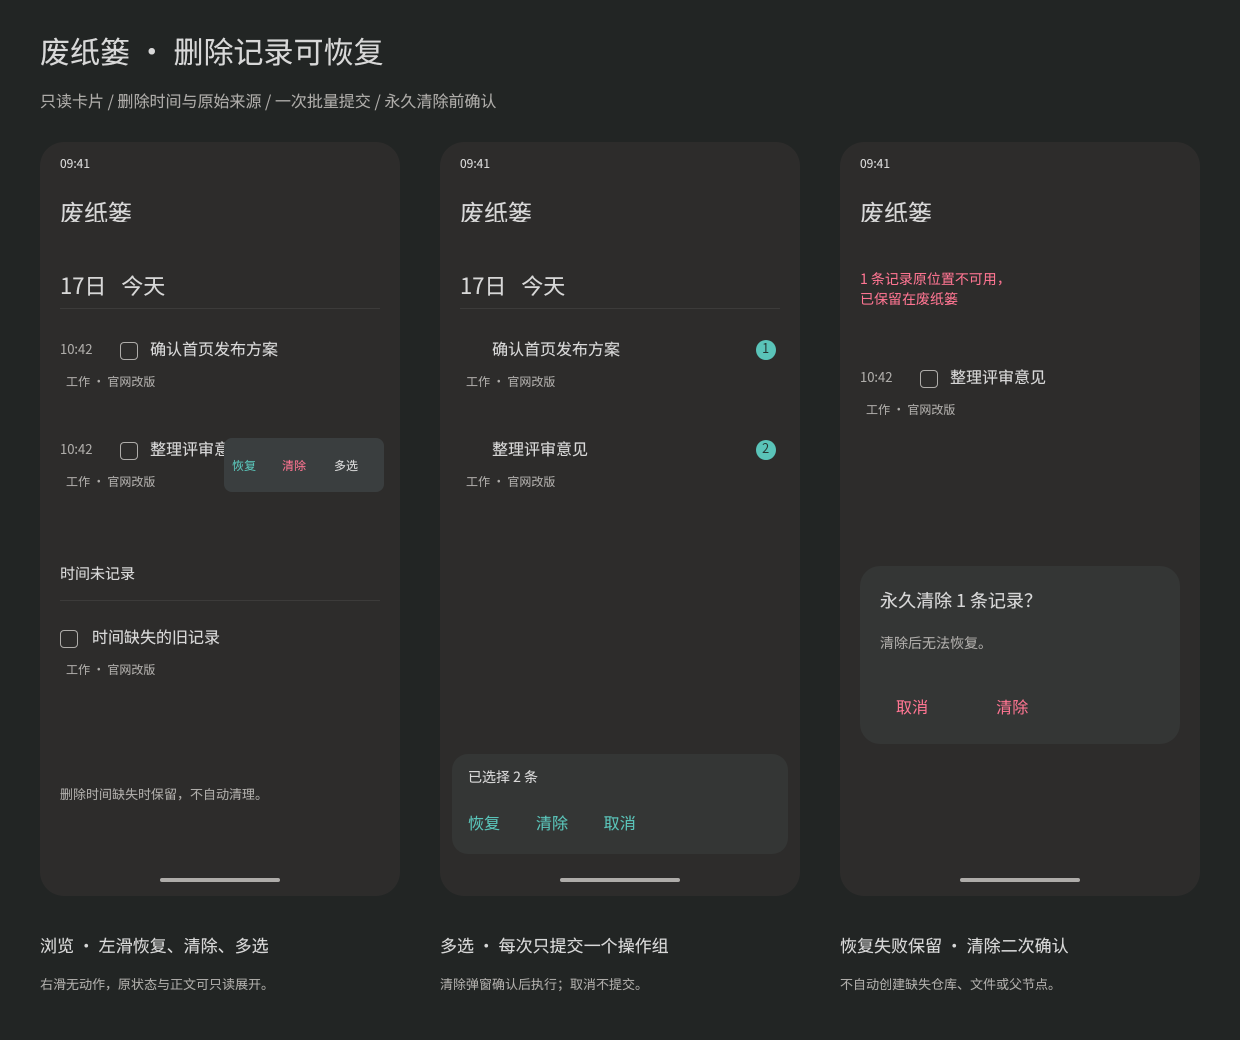 废纸篓 · 删除记录可恢复
只读卡片 / 删除时间与原始来源 / 一次批量提交 / 永久清除前确认
09:41
废纸篓
17日 今天
10:42 确认首页发布方案
工作 · 官网改版
10:42 整理评审意
恢复 清除 多选
工作 · 官网改版
时间未记录
时间缺失的旧记录
工作 · 官网改版
删除时间缺失时保留，不自动清理。
浏览 · 左滑恢复、清除、多选
右滑无动作，原状态与正文可只读展开。
09:41
废纸篓
17日 今天
确认首页发布方案 1
工作 · 官网改版
整理评审意见 2
工作 · 官网改版
已选择 2 条
恢复 清除 取消
多选 · 每次只提交一个操作组
清除弹窗确认后执行；取消不提交。
09:41
废纸篓
1 条记录原位置不可用，
已保留在废纸篓
10:42 整理评审意见
工作 · 官网改版
永久清除 1 条记录？
清除后无法恢复。
取消 清除
恢复失败保留 · 清除二次确认
不自动创建缺失仓库、文件或父节点。